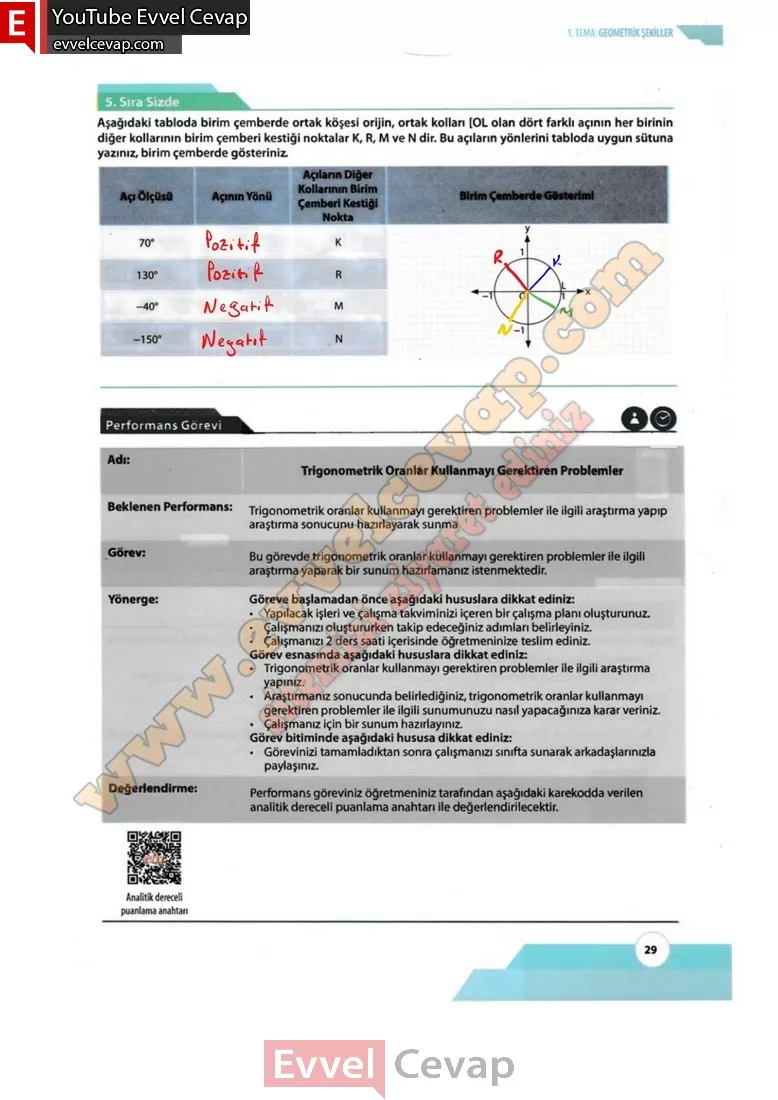 YouTube Evvel Cevap
evvelcevap.com
1. TEMA: GEOMETRİK ŞEKİLLER
5. Sıra Sizde
Aşağıdaki tabloda birim çemberde ortak köşesi orijin, ortak kolları [OL olan dört farklı açının her birinin
diğer kollarının birim çemberi kestiği noktalar K, R, M ve N dir. Bu açıların yönlerini tabloda uygun sütuna
yazınız, birim çemberde gösteriniz.
Açı Ölçüsü
Açının Yönü
Açıların Diğer
Kollarının Birim
Çemberi Kestiği
Nokta
Birim Çemberde Gösterimi
70° Pozitif K
130° Pozitif R
−40° Negatif M
−150° Negatif N
y
1
R
K
L
−1 O 1 x
M
N
−1
Performans Görevi
Adı:
Trigonometrik Oranlar Kullanmayı Gerektiren Problemler
Beklenen Performans:
Trigonometrik oranlar kullanmayı gerektiren problemler ile ilgili araştırma yapıp
araştırma sonucunu hazırlayarak sunma
Görev:
Bu görevde trigonometrik oranlar kullanmayı gerektiren problemler ile ilgili
araştırma yaparak bir sunum hazırlamanız istenmektedir.
Yönerge:
Göreve başlamadan önce aşağıdaki hususlara dikkat ediniz:
• Yapılacak işleri ve çalışma takviminizi içeren bir çalışma planı oluşturunuz.
• Çalışmanızı oluştururken takip edeceğiniz adımları belirleyiniz.
• Çalışmanızı 2 ders saati içerisinde öğretmeninize teslim ediniz.
Görev esnasında aşağıdaki hususlara dikkat ediniz:
• Trigonometrik oranlar kullanmayı gerektiren problemler ile ilgili araştırma
yapınız.
• Araştırmanız sonucunda belirlediğiniz, trigonometrik oranlar kullanmayı
gerektiren problemler ile ilgili sunumunuzu nasıl yapacağınıza karar veriniz.
• Çalışmanız için bir sunum hazırlayınız.
Görev bitiminde aşağıdaki hususa dikkat ediniz:
• Görevinizi tamamladıktan sonra çalışmanızı sınıfta sunarak arkadaşlarınızla
paylaşınız.
Değerlendirme:
Performans göreviniz öğretmeniniz tarafından aşağıdaki karekodda verilen
analitik dereceli puanlama anahtarı ile değerlendirilecektir.
Analitik dereceli
puanlama anahtarı
29
www.evvelcevap.com
sitemizi ziyaret ediniz
Evvel Cevap